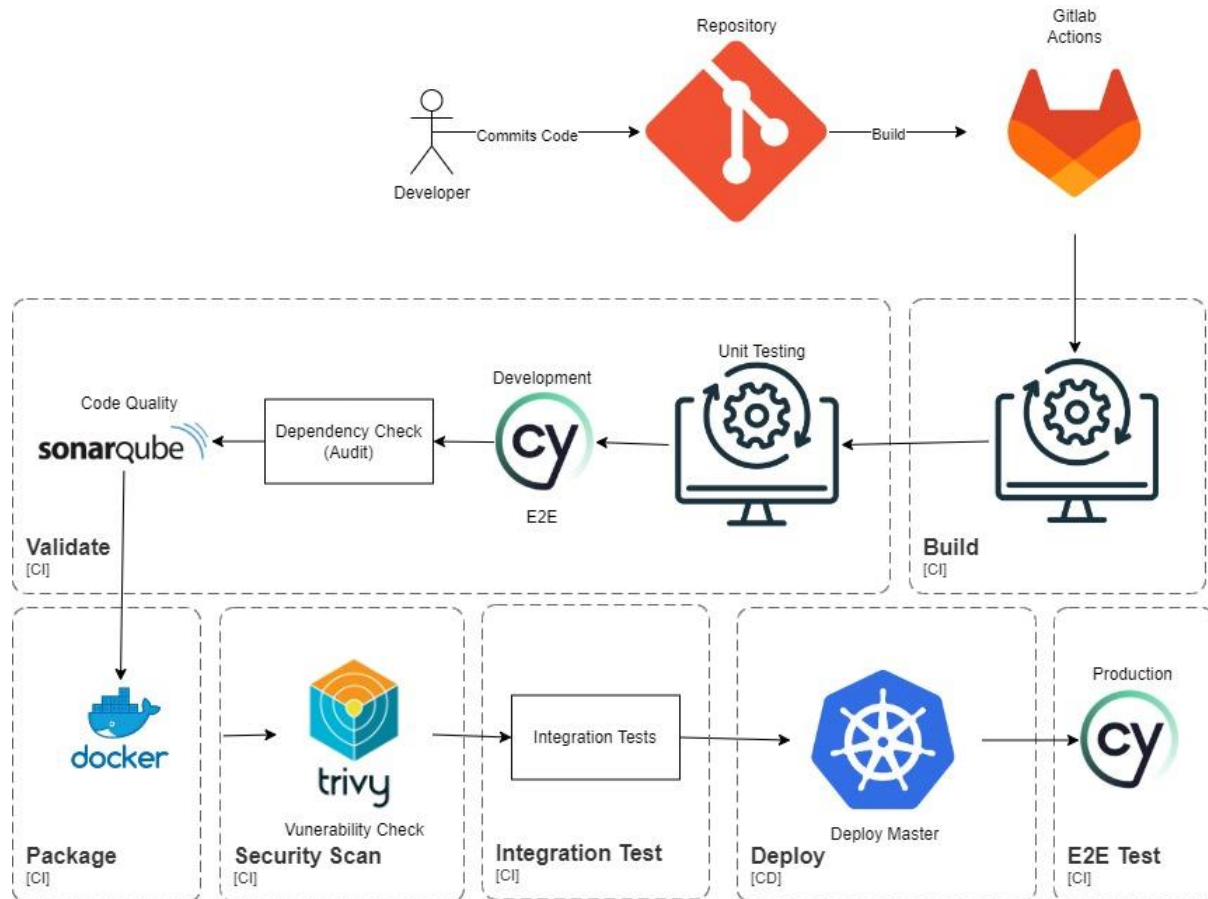 Repository
Gitlab
Actions
Commits Code
Build
Developer
Unit Testing
Development
Code Quality
Dependency Check
(Audit)
sonarqube
cy
E2E
Validate
[CI]
Build
[CI]
Production
cy
Integration Tests
docker
trivy
Vunerability Check
Deploy Master
Package
[CI]
Security Scan
[CI]
Integration Test
[CI]
Deploy
[CD]
E2E Test
[CI]